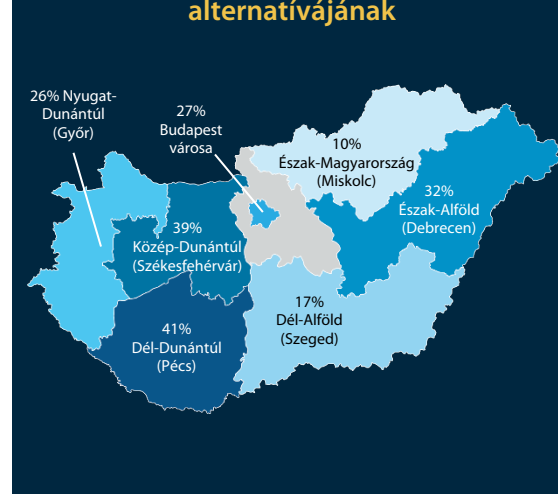 alternatívájának
26% Nyugat-
Dunántúl
(Győr)
27%
Budapest
városa
10%
Észak-Magyarország
(Miskolc)
32%
Észak-Alföld
(Debrecen)
39%
Közép-Dunántúl
(Székesfehérvár)
17%
Dél-Alföld
(Szeged)
41%
Dél-Dunántúl
(Pécs)